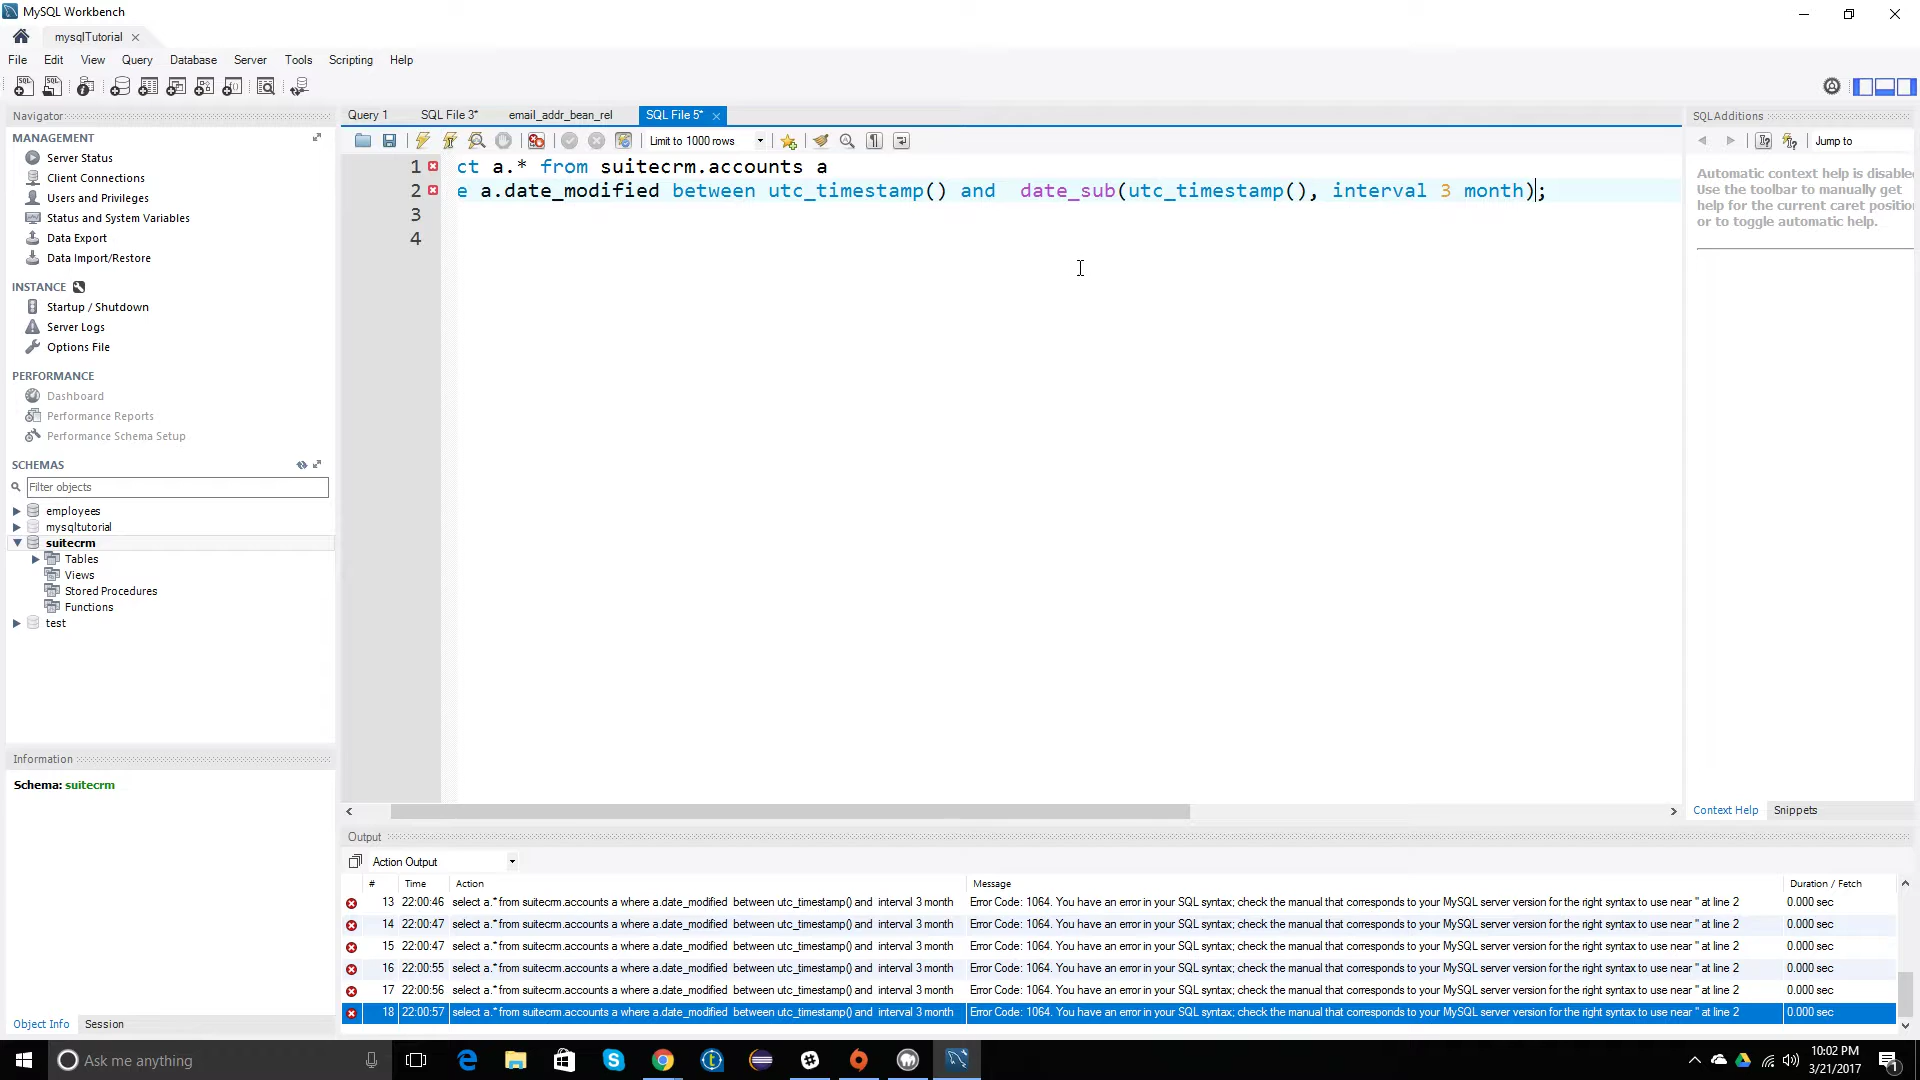 MySQL Workbench
mysqlTutorial
File Edit View Query Database Server Tools Scripting Help
Navigator
MANAGEMENT
Server Status
Client Connections
Users and Privileges
Status and System Variables
Data Export
Data Import/Restore
INSTANCE
Startup / Shutdown
Server Logs
Options File
PERFORMANCE
Dashboard
Performance Reports
Performance Schema Setup
SCHEMAS
Filter objects
employees
mysqltutorial
suitecrm
Tables
Views
Stored Procedures
Functions
test
Information
Schema: suitecrm
Object Info Session
Query 1 SQL File 3* email_addr_bean_rel SQL File 5*
Limit to 1000 rows
1 ct a.* from suitecrm.accounts a
2 e a.date_modified between utc_timestamp() and  date_sub(utc_timestamp(), interval 3 month);
3
4
SQLAdditions
Jump to
Automatic context help is disabled
Use the toolbar to manually get
help for the current caret positio
or to toggle automatic help.
Context Help Snippets
Output
Action Output
# Time Action Message Duration / Fetch
13 22:00:46 select a.* from suitecrm.accounts a where a.date_modified  between utc_timestamp() and  interval 3 month Error Code: 1064. You have an error in your SQL syntax; check the manual that corresponds to your MySQL server version for the right syntax to use near '' at line 2 0.000 sec
14 22:00:47 select a.* from suitecrm.accounts a where a.date_modified  between utc_timestamp() and  interval 3 month Error Code: 1064. You have an error in your SQL syntax; check the manual that corresponds to your MySQL server version for the right syntax to use near '' at line 2 0.000 sec
15 22:00:47 select a.* from suitecrm.accounts a where a.date_modified  between utc_timestamp() and  interval 3 month Error Code: 1064. You have an error in your SQL syntax; check the manual that corresponds to your MySQL server version for the right syntax to use near '' at line 2 0.000 sec
16 22:00:55 select a.* from suitecrm.accounts a where a.date_modified  between utc_timestamp() and  interval 3 month Error Code: 1064. You have an error in your SQL syntax; check the manual that corresponds to your MySQL server version for the right syntax to use near '' at line 2 0.000 sec
17 22:00:56 select a.* from suitecrm.accounts a where a.date_modified  between utc_timestamp() and  interval 3 month Error Code: 1064. You have an error in your SQL syntax; check the manual that corresponds to your MySQL server version for the right syntax to use near '' at line 2 0.000 sec
18 22:00:57 select a.* from suitecrm.accounts a where a.date_modified  between utc_timestamp() and  interval 3 month Error Code: 1064. You have an error in your SQL syntax; check the manual that corresponds to your MySQL server version for the right syntax to use near '' at line 2 0.000 sec
Ask me anything
10:02 PM
3/21/2017
1